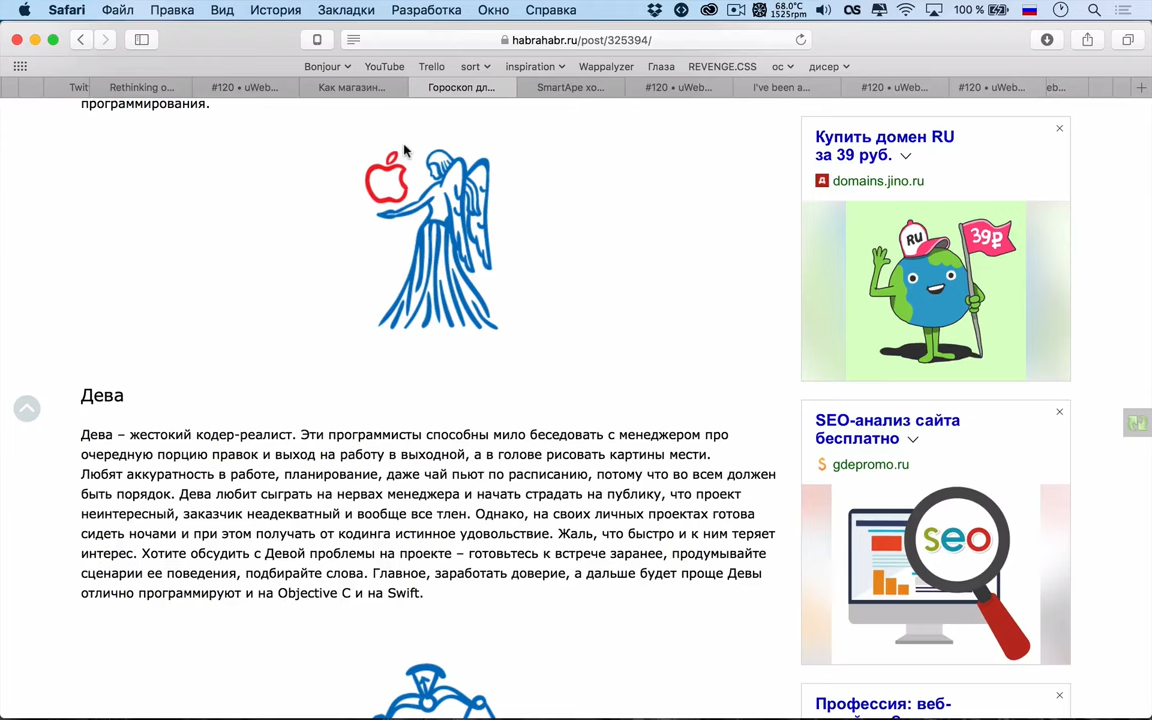 Safari Файл Правка Вид История Закладки Разработка Окно Справка 68.0°C 1525rpm 100 %
habrahabr.ru/post/325394/
Bonjour YouTube Trello sort inspiration Wappalyzer Глаза REVENGE.CSS ос дисер
Twit Rethinking o... #120 • uWeb... Как магазин... Гороскоп дл... SmartApe хо... #120 • uWeb... I've been a... #120 • uWeb... #120 • uWeb... eb...
программирования.
Дева
Дева – жестокий кодер-реалист. Эти программисты способны мило беседовать с менеджером про
очередную порцию правок и выход на работу в выходной, а в голове рисовать картины мести.
Любят аккуратность в работе, планирование, даже чай пьют по расписанию, потому что во всем должен
быть порядок. Дева любит сыграть на нервах менеджера и начать страдать на публику, что проект
неинтересный, заказчик неадекватный и вообще все тлен. Однако, на своих личных проектах готова
сидеть ночами и при этом получать от кодинга истинное удовольствие. Жаль, что быстро и к ним теряет
интерес. Хотите обсудить с Девой проблемы на проекте – готовьтесь к встрече заранее, продумывайте
сценарии ее поведения, подбирайте слова. Главное, заработать доверие, а дальше будет проще Девы
отлично программируют и на Objective C и на Swift.
Купить домен RU
за 39 руб.
domains.jino.ru
RU
39₽
SEO-анализ сайта
бесплатно
gdepromo.ru
seo
Профессия: веб-